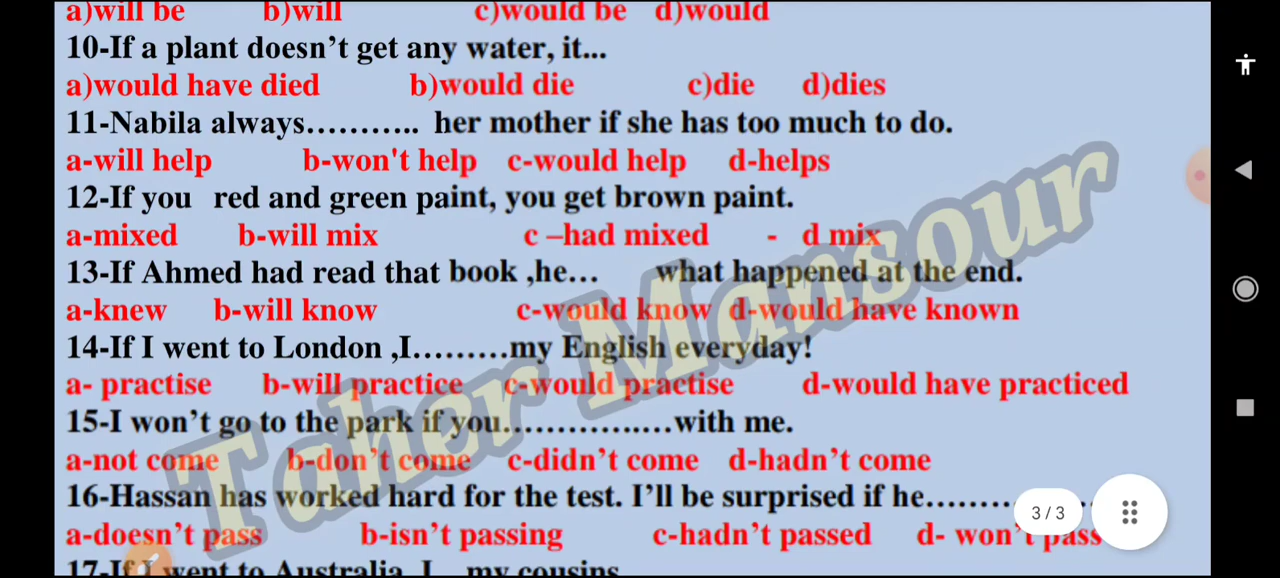 a)will be b)will c)would be d)would
10-If a plant doesn't get any water, it...
a)would have died b)would die c)die d)dies
11-Nabila always……….. her mother if she has too much to do.
a-will help b-won't help c-would help d-helps
12-If you red and green paint, you get brown paint.
a-mixed b-will mix c –had mixed - d mix
13-If Ahmed had read that book ,he… what happened at the end.
a-knew b-will know c-would know d-would have known
14-If I went to London ,I………my English everyday!
a- practise b-will practice c-would practise d-would have practiced
15-I won't go to the park if you…………….…with me.
a-not come b-don't come c-didn't come d-hadn't come
16-Hassan has worked hard for the test. I'll be surprised if he………
a-doesn't pass b-isn't passing c-hadn't passed d- won't pass
17-If I went to Australia, I… my cousins
Taher Mansour
3 / 3